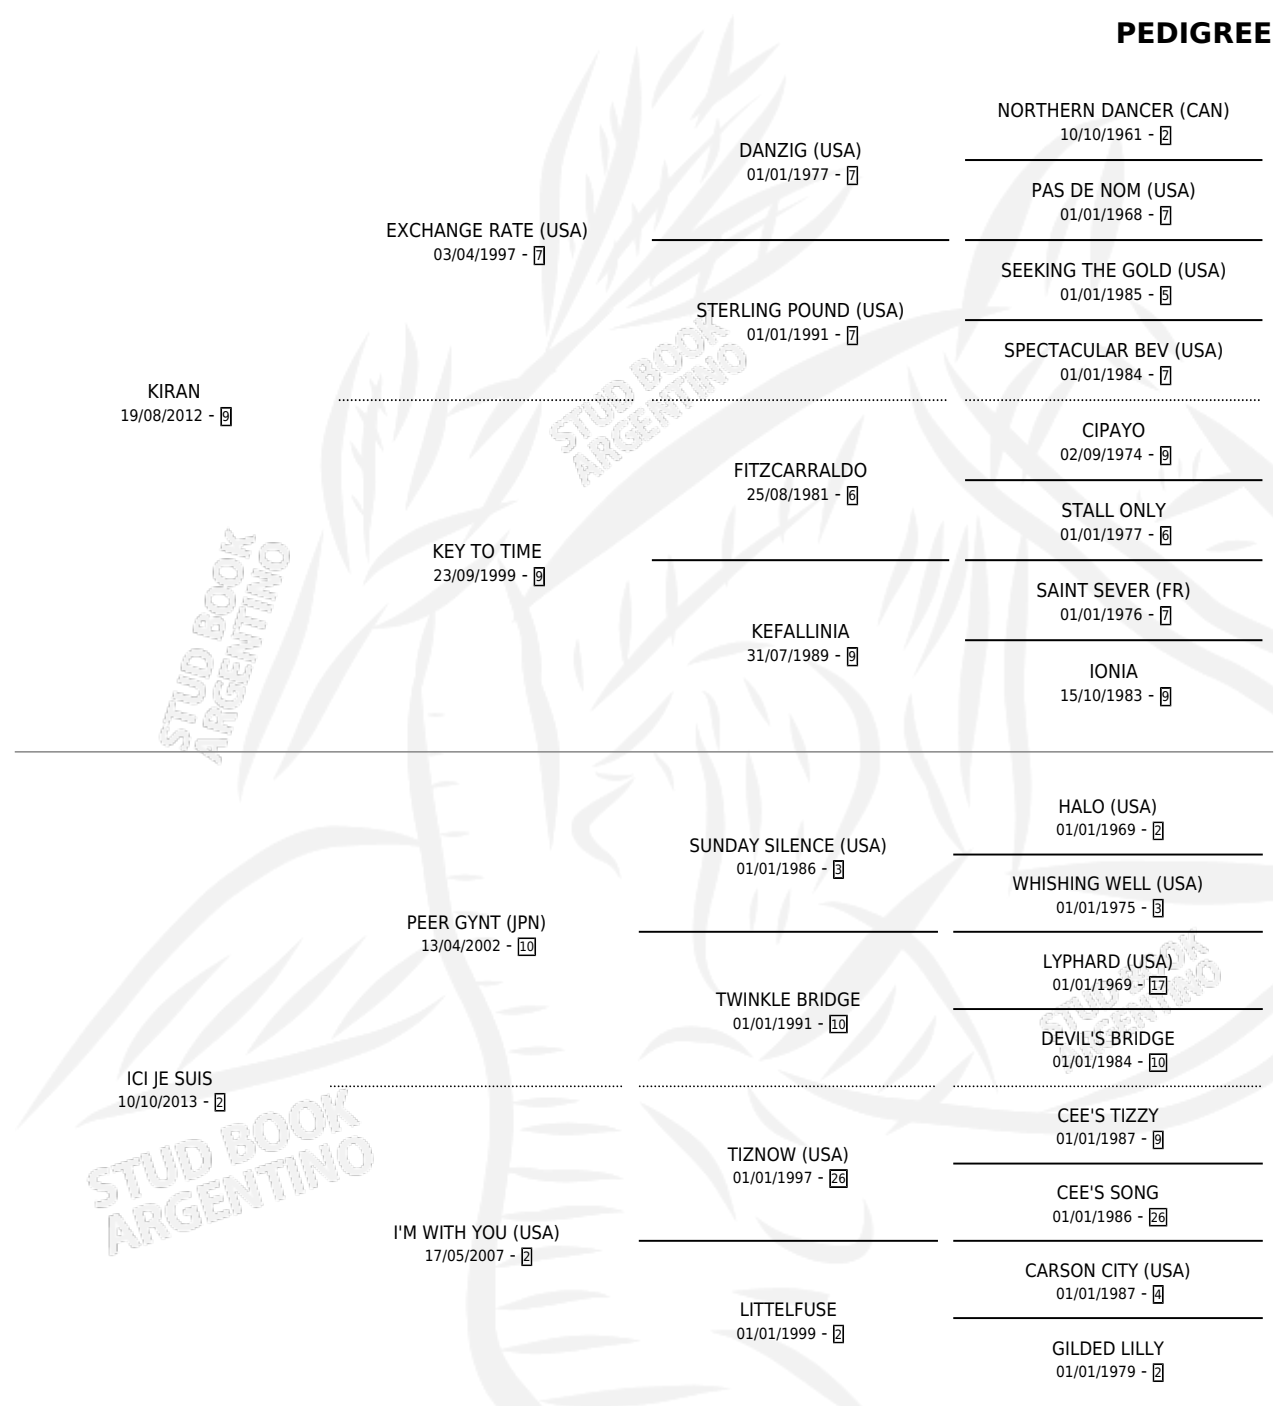 PEDIGREE
NORTHERN DANCER (CAN)
10/10/1961 - 2
DANZIG (USA)
01/01/1977 - 7
PAS DE NOM (USA)
01/01/1968 - 7
EXCHANGE RATE (USA)
03/04/1997 - 7
SEEKING THE GOLD (USA)
01/01/1985 - 5
STERLING POUND (USA)
01/01/1991 - 7
SPECTACULAR BEV (USA)
01/01/1984 - 7
KIRAN
19/08/2012 - 9
STUD BOOK
ARGENTINO
CIPAYO
02/09/1974 - 9
FITZCARRALDO
25/08/1981 - 6
STALL ONLY
01/01/1977 - 6
KEY TO TIME
23/09/1999 - 9
SAINT SEVER (FR)
01/01/1976 - 7
KEFALLINIA
31/07/1989 - 9
IONIA
15/10/1983 - 9
STUD BOOK
ARGENTINO
HALO (USA)
01/01/1969 - 2
SUNDAY SILENCE (USA)
01/01/1986 - 3
WHISHING WELL (USA)
01/01/1975 - 3
PEER GYNT (JPN)
13/04/2002 - 10
LYPHARD (USA)
01/01/1969 - 17
STUD BOOK
ARGENTINO
TWINKLE BRIDGE
01/01/1991 - 10
DEVIL'S BRIDGE
01/01/1984 - 10
ICI JE SUIS
10/10/2013 - 2
STUD BOOK
ARGENTINO
CEE'S TIZZY
01/01/1987 - 9
TIZNOW (USA)
01/01/1997 - 26
CEE'S SONG
01/01/1986 - 26
I'M WITH YOU (USA)
17/05/2007 - 2
CARSON CITY (USA)
01/01/1987 - 4
LITTELFUSE
01/01/1999 - 2
GILDED LILLY
01/01/1979 - 2